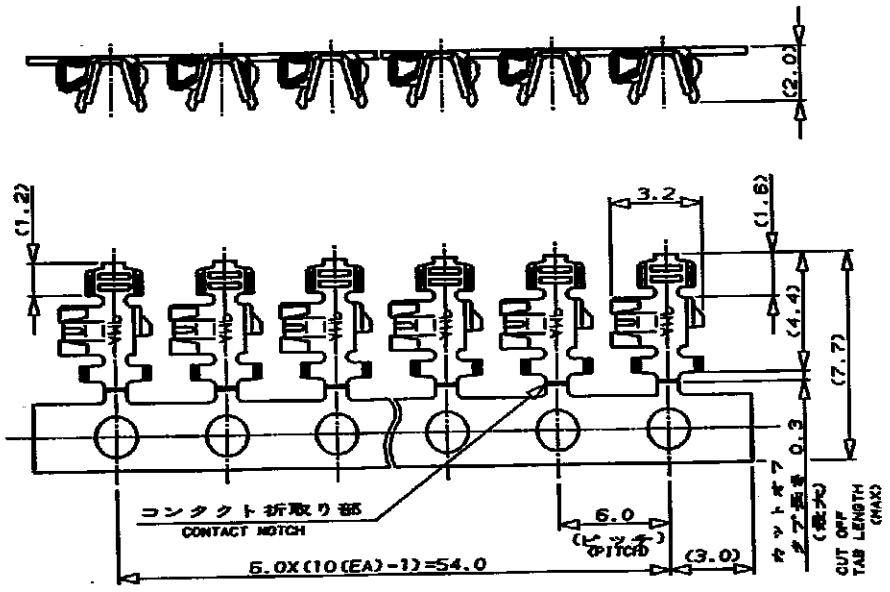 (2.0)
(1.2)
3.2
(1.6)
(4.4)
(7.7)
0.3
コンタクト折取り部
CONTACT NOTCH
6.0
(ピッチ)
(PITCH)
(3.0)
6.0X(10(EA)-1)=54.0
カットオフ
タブ長さ
(最大)
CUT OFF
TAB LENGTH
(MAX)